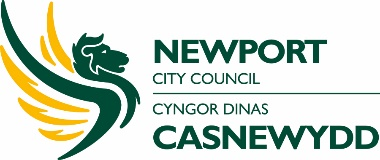 NEWPORT
CITY COUNCIL
CYNGOR DINAS
CASNEWYDD